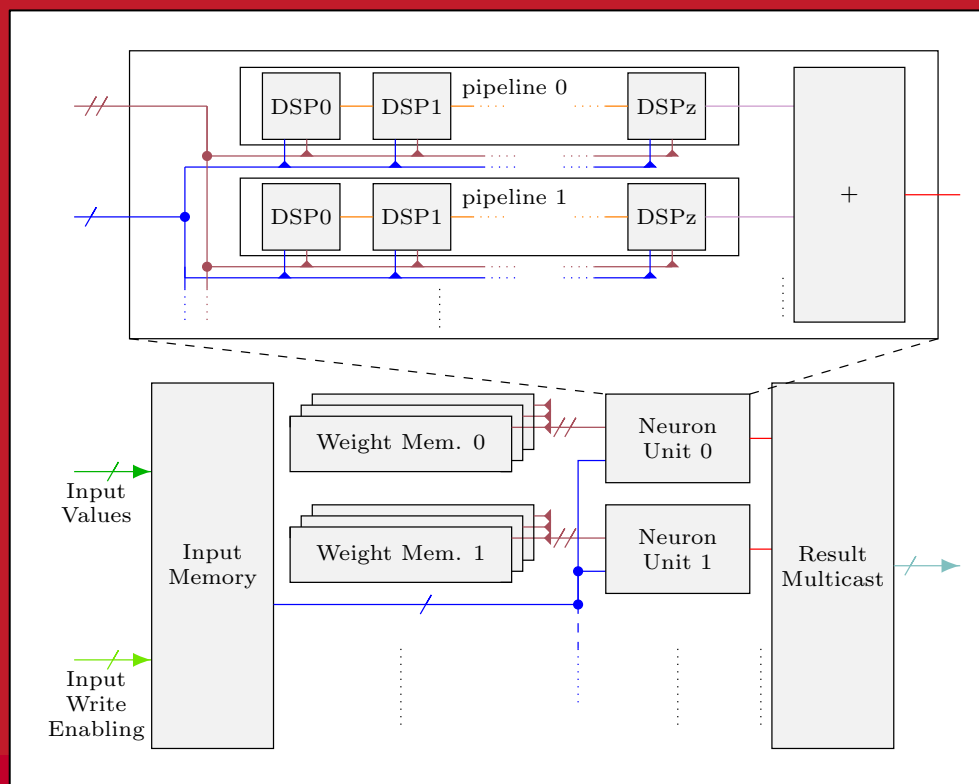 pipeline 0
DSP0 DSP1 DSPz
pipeline 1
DSP0 DSP1 DSPz
+
Weight Mem. 0
Neuron
Unit 0
Input
Values
Weight Mem. 1
Neuron
Unit 1
Input
Memory
Result
Multicast
Input
Write
Enabling